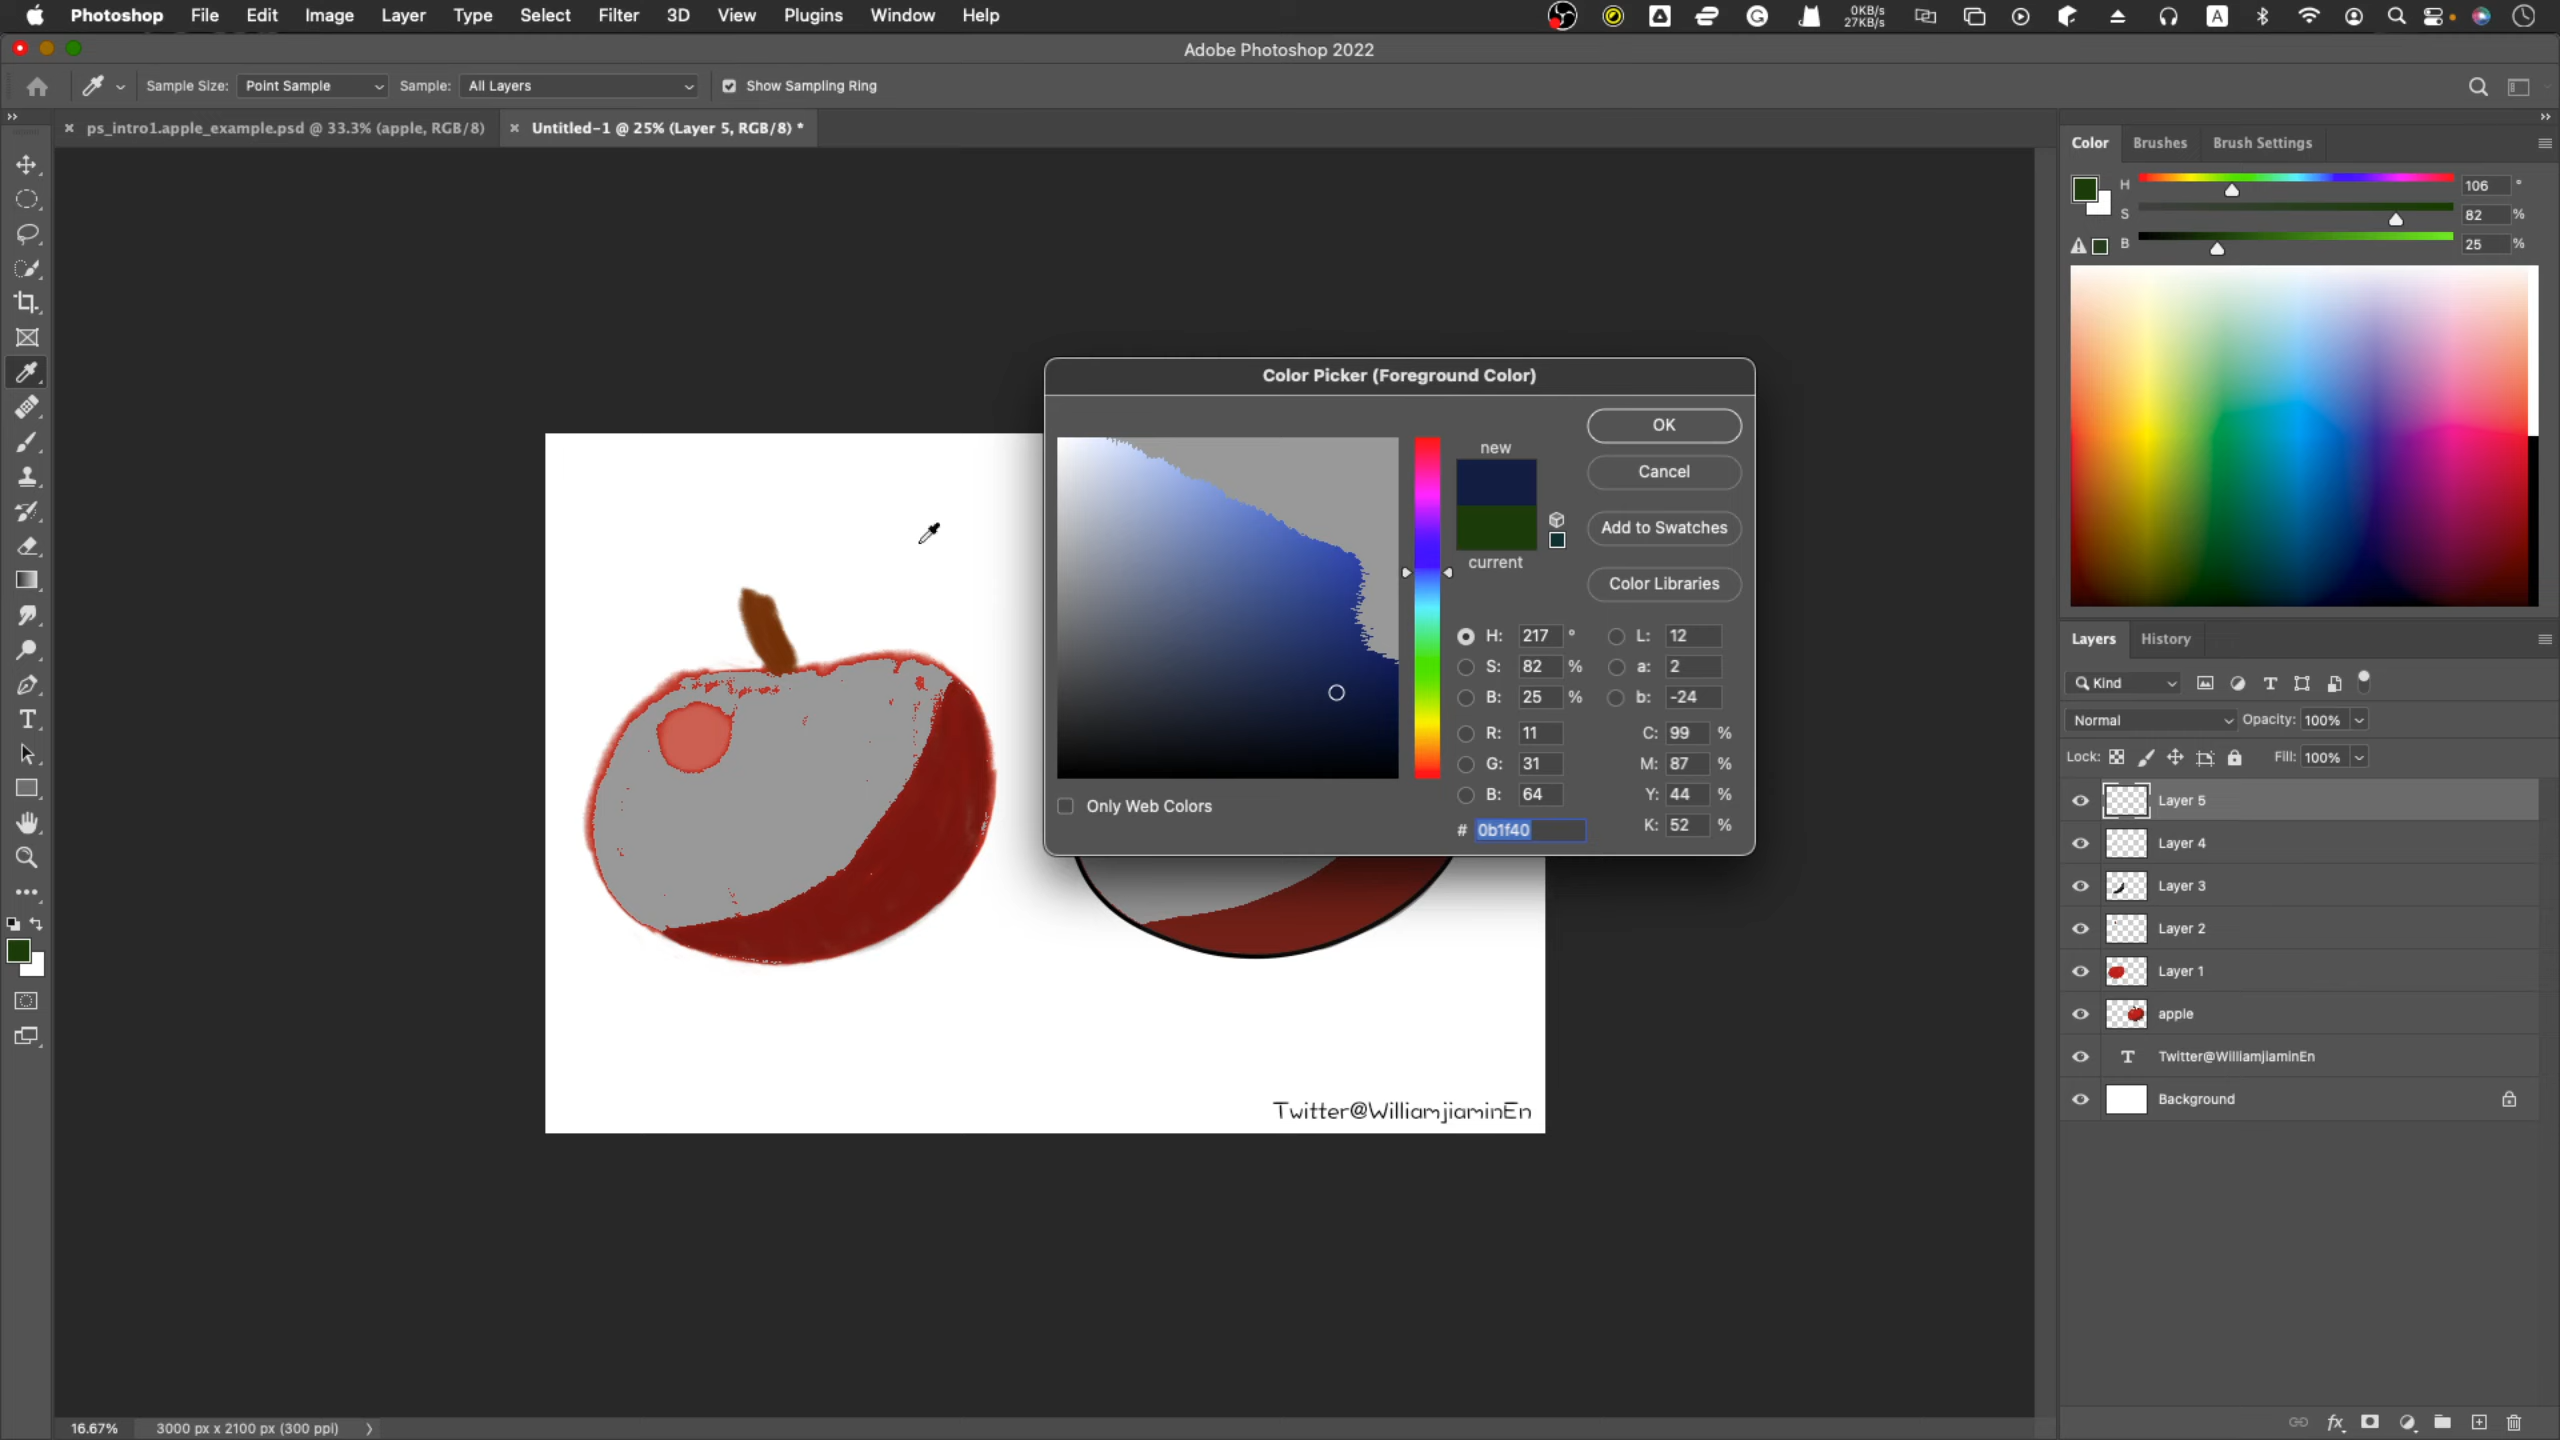 Photoshop File Edit Image Layer Type Select Filter 3D View Plugins Window Help
0KB/s
27KB/s
A
Adobe Photoshop 2022
Sample Size: Point Sample Sample: All Layers Show Sampling Ring
ps_intro1.apple_example.psd @ 33.3% (apple, RGB/8)
Untitled-1 @ 25% (Layer 5, RGB/8) *
Color Brushes Brush Settings
H 106 °
S 82 %
B 25 %
Color Picker (Foreground Color)
OK
new
Cancel
Add to Swatches
current
Color Libraries
H: 217 ° L: 12
S: 82 % a: 2
B: 25 % b: -24
R: 11 C: 99 %
G: 31 M: 87 %
B: 64 Y: 44 %
Only Web Colors
# 0b1f40 K: 52 %
Layers History
Kind
Normal Opacity: 100%
Lock: Fill: 100%
Layer 5
Layer 4
Layer 3
Layer 2
Layer 1
apple
T Twitter@WilliamjiaminEn
Background
Twitter@WilliamjiaminEn
fx
16.67% 3000 px x 2100 px (300 ppi)